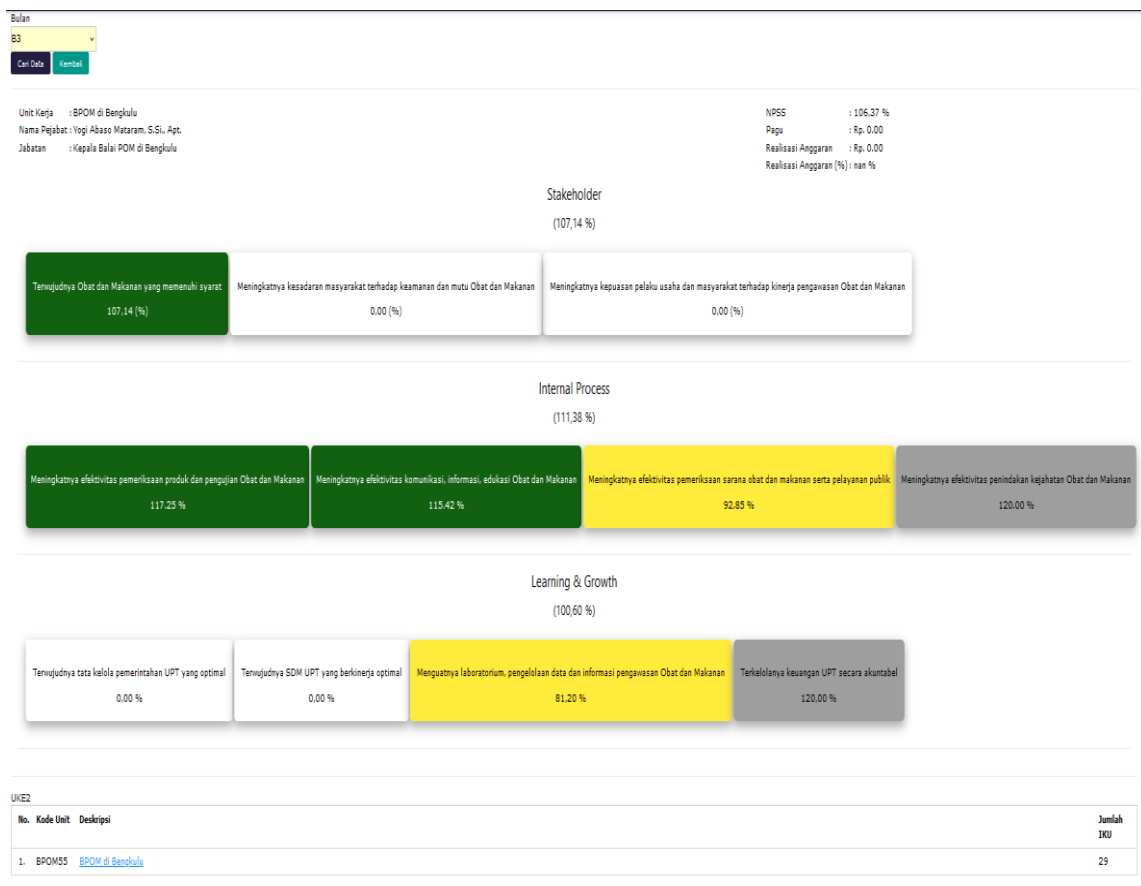 Bulan
B3
Cari Data Kembali
Unit Kerja : BPOM di Bengkulu
Nama Pejabat : Yogi Abaso Mataram, S.Si., Apt.
Jabatan : Kepala Balai POM di Bengkulu
NPSS : 106,37 %
Pagu : Rp. 0.00
Realisasi Anggaran : Rp. 0.00
Realisasi Anggaran (%) : nan %
Stakeholder
(107,14 %)
Terwujudnya Obat dan Makanan yang memenuhi syarat
107,14 (%)
Meningkatnya kesadaran masyarakat terhadap keamanan dan mutu Obat dan Makanan
0,00 (%)
Meningkatnya kepuasan pelaku usaha dan masyarakat terhadap kinerja pengawasan Obat dan Makanan
0,00 (%)
Internal Process
(111,38 %)
Meningkatnya efektivitas pemeriksaan produk dan pengujian Obat dan Makanan
117.25 %
Meningkatnya efektivitas komunikasi, informasi, edukasi Obat dan Makanan
115.42 %
Meningkatnya efektivitas pemeriksaan sarana obat dan makanan serta pelayanan publik
92.85 %
Meningkatnya efektivitas penindakan kejahatan Obat dan Makanan
120.00 %
Learning & Growth
(100,60 %)
Terwujudnya tata kelola pemerintahan UPT yang optimal
0,00 %
Terwujudnya SDM UPT yang berkinerja optimal
0,00 %
Menguatnya laboratorium, pengelolaan data dan informasi pengawasan Obat dan Makanan
81,20 %
Terkelolanya keuangan UPT secara akuntabel
120,00 %
UKE2
No. Kode Unit Deskripsi Jumlah IKU
1. BPOM55 BPOM di Bengkulu 29